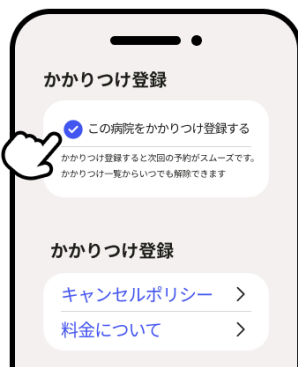 かかりつけ登録
この病院をかかりつけ登録する
かかりつけ登録すると次回の予約がスムーズです。
かかりつけ一覧からいつでも解除できます
かかりつけ登録
キャンセルポリシー
料金について